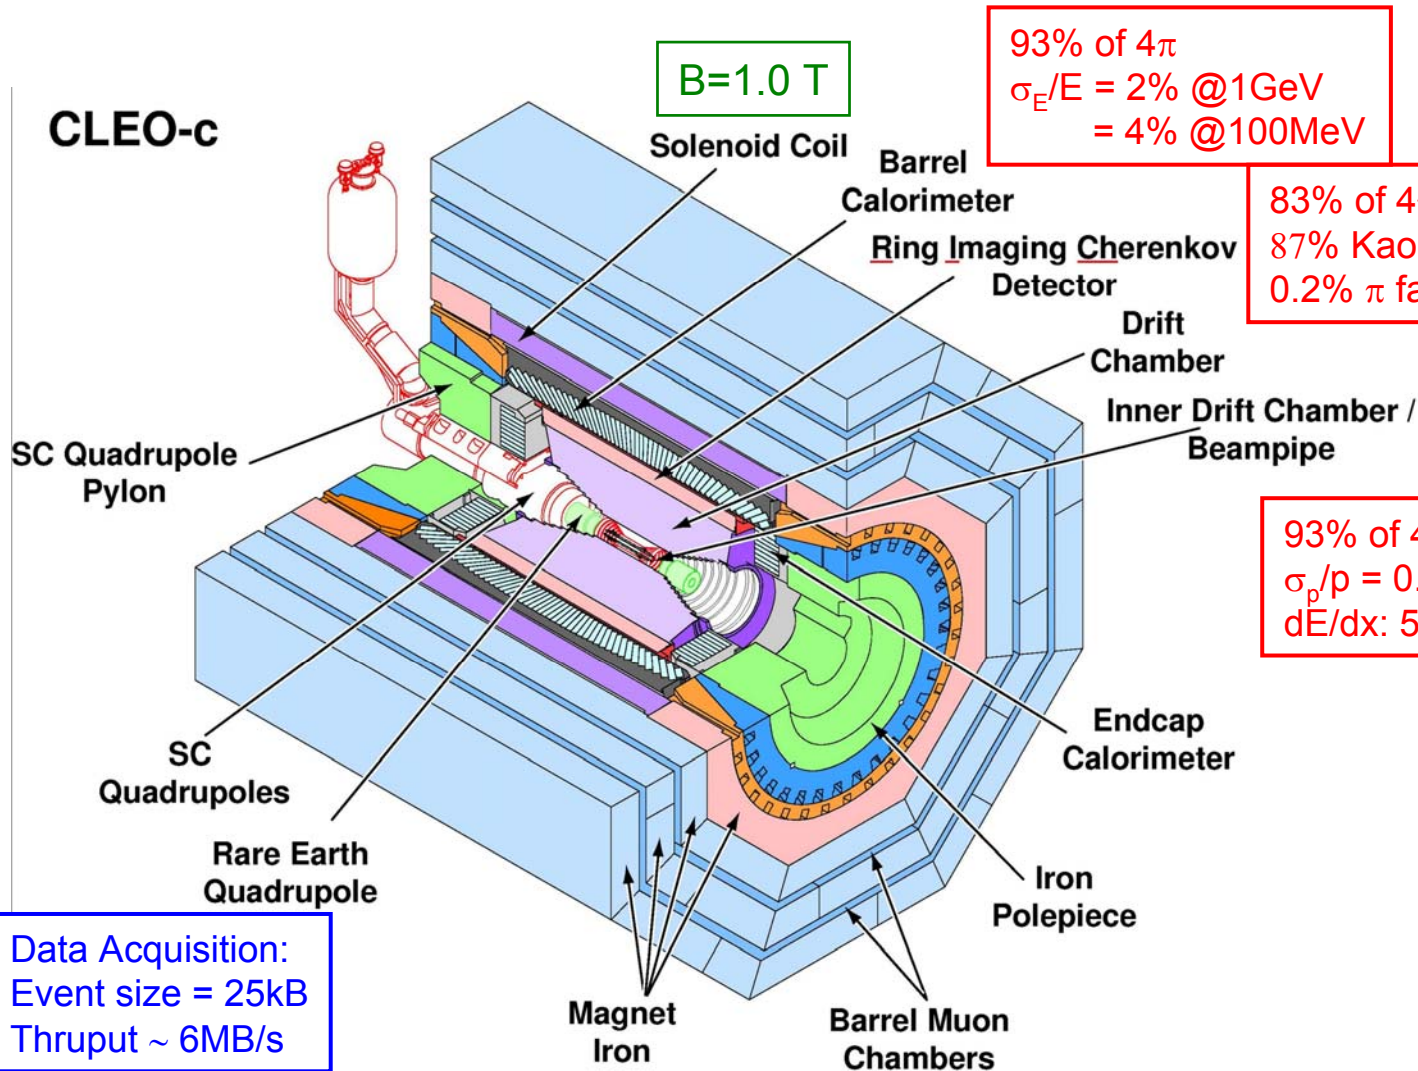 CLEO-c
B=1.0 T
93% of 4π
σE/E = 2% @1GeV
= 4% @100MeV
Solenoid Coil
Barrel
Calorimeter
83% of 4
87% Kao
0.2% π fa
Ring Imaging Cherenkov
Detector
Drift
Chamber
Inner Drift Chamber /
Beampipe
SC Quadrupole
Pylon
93% of 4
σp/p = 0.
dE/dx: 5
Endcap
Calorimeter
SC
Quadrupoles
Rare Earth
Quadrupole
Iron
Polepiece
Data Acquisition:
Event size = 25kB
Thruput ~ 6MB/s
Magnet
Iron
Barrel Muon
Chambers